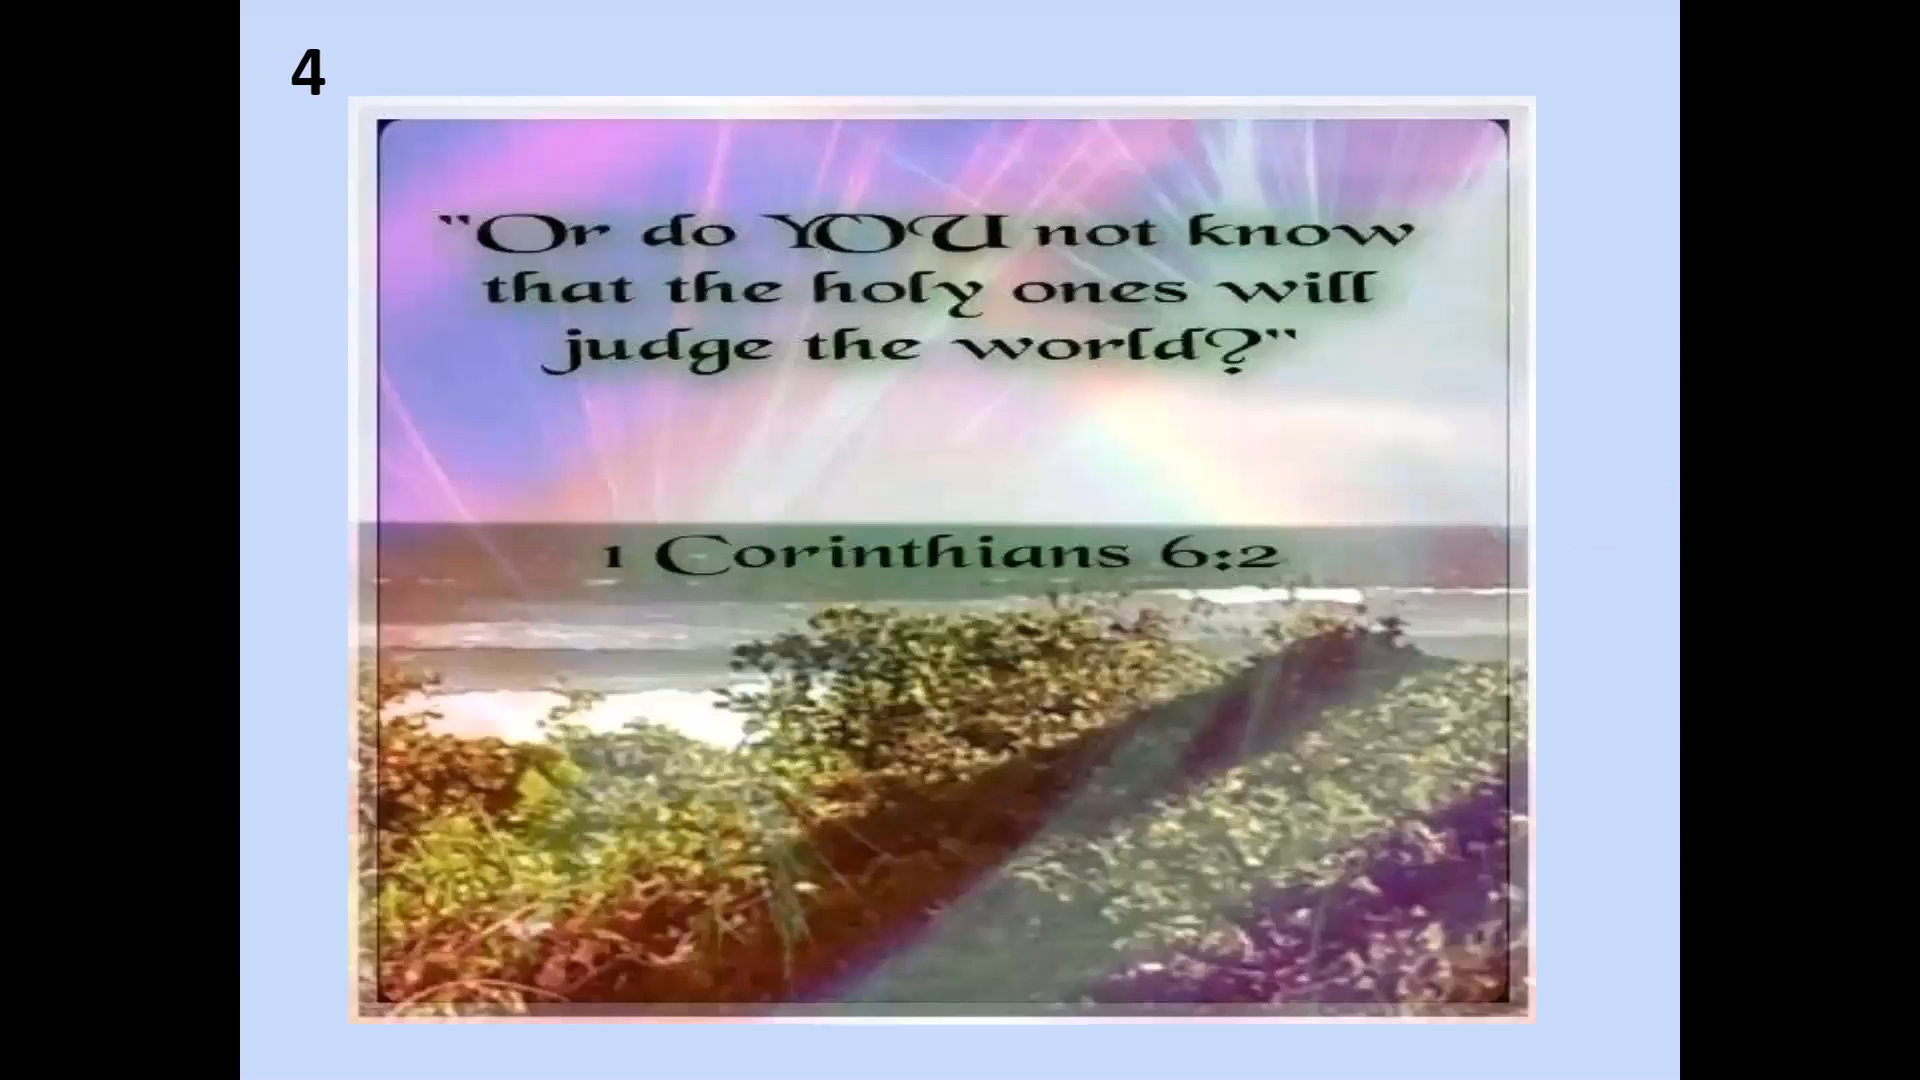 4
"Or do YOU not know
that the holy ones will
judge the world?"
1 Corinthians 6:2